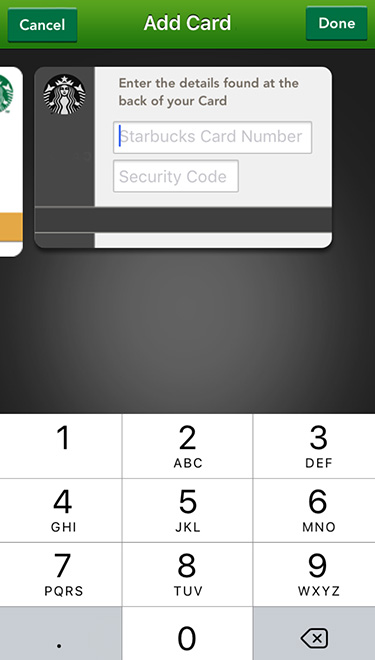 Cancel
Add Card
Done
Enter the details found at the
back of your Card
Starbucks Card Number
Security Code
1
2
ABC
3
DEF
4
GHI
5
JKL
6
MNO
7
PQRS
8
TUV
9
WXYZ
.
0